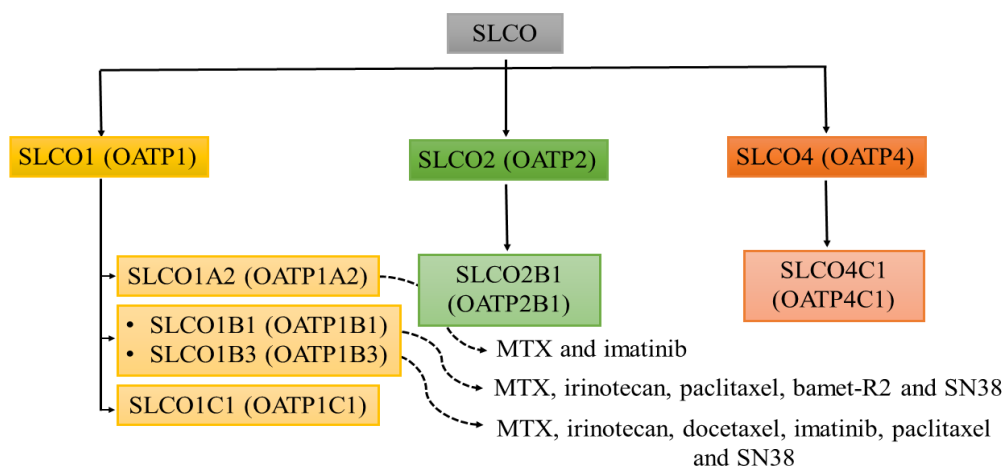 SLCO
SLCO1 (OATP1)
SLCO2 (OATP2)
SLCO4 (OATP4)
SLCO1A2 (OATP1A2)
• SLCO1B1 (OATP1B1)
• SLCO1B3 (OATP1B3)
SLCO1C1 (OATP1C1)
SLCO2B1
(OATP2B1)
SLCO4C1
(OATP4C1)
MTX and imatinib
MTX, irinotecan, paclitaxel, bamet-R2 and SN38
MTX, irinotecan, docetaxel, imatinib, paclitaxel
and SN38